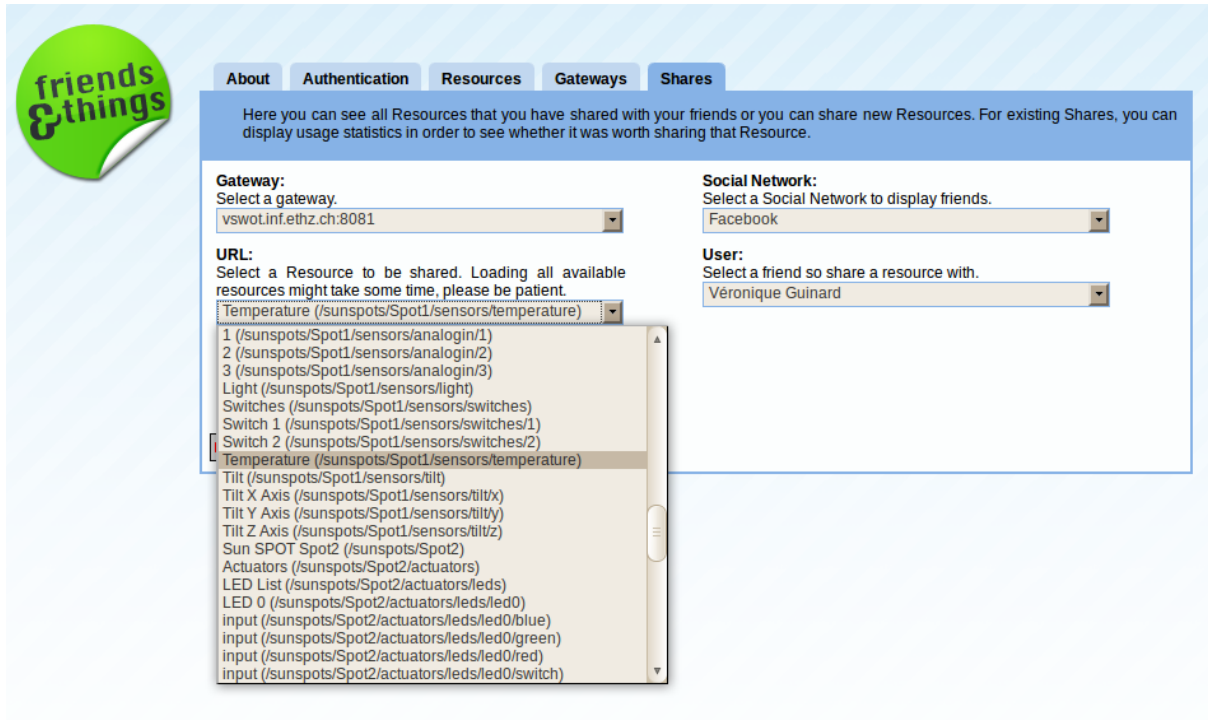 friends
&things
About
Authentication
Resources
Gateways
Shares
Here you can see all Resources that you have shared with your friends or you can share new Resources. For existing Shares, you can
display usage statistics in order to see whether it was worth sharing that Resource.
Gateway:
Select a gateway.
vswot.inf.ethz.ch:8081
URL:
Select a Resource to be shared. Loading all available
resources might take some time, please be patient.
Temperature (/sunspots/Spot1/sensors/temperature)
1 (/sunspots/Spot1/sensors/analogin/1)
2 (/sunspots/Spot1/sensors/analogin/2)
3 (/sunspots/Spot1/sensors/analogin/3)
Light (/sunspots/Spot1/sensors/light)
Switches (/sunspots/Spot1/sensors/switches)
Switch 1 (/sunspots/Spot1/sensors/switches/1)
Switch 2 (/sunspots/Spot1/sensors/switches/2)
Temperature (/sunspots/Spot1/sensors/temperature)
Tilt (/sunspots/Spot1/sensors/tilt)
Tilt X Axis (/sunspots/Spot1/sensors/tilt/x)
Tilt Y Axis (/sunspots/Spot1/sensors/tilt/y)
Tilt Z Axis (/sunspots/Spot1/sensors/tilt/z)
Sun SPOT Spot2 (/sunspots/Spot2)
Actuators (/sunspots/Spot2/actuators)
LED List (/sunspots/Spot2/actuators/leds)
LED 0 (/sunspots/Spot2/actuators/leds/led0)
input (/sunspots/Spot2/actuators/leds/led0/blue)
input (/sunspots/Spot2/actuators/leds/led0/green)
input (/sunspots/Spot2/actuators/leds/led0/red)
input (/sunspots/Spot2/actuators/leds/led0/switch)
Social Network:
Select a Social Network to display friends.
Facebook
User:
Select a friend so share a resource with.
Véronique Guinard